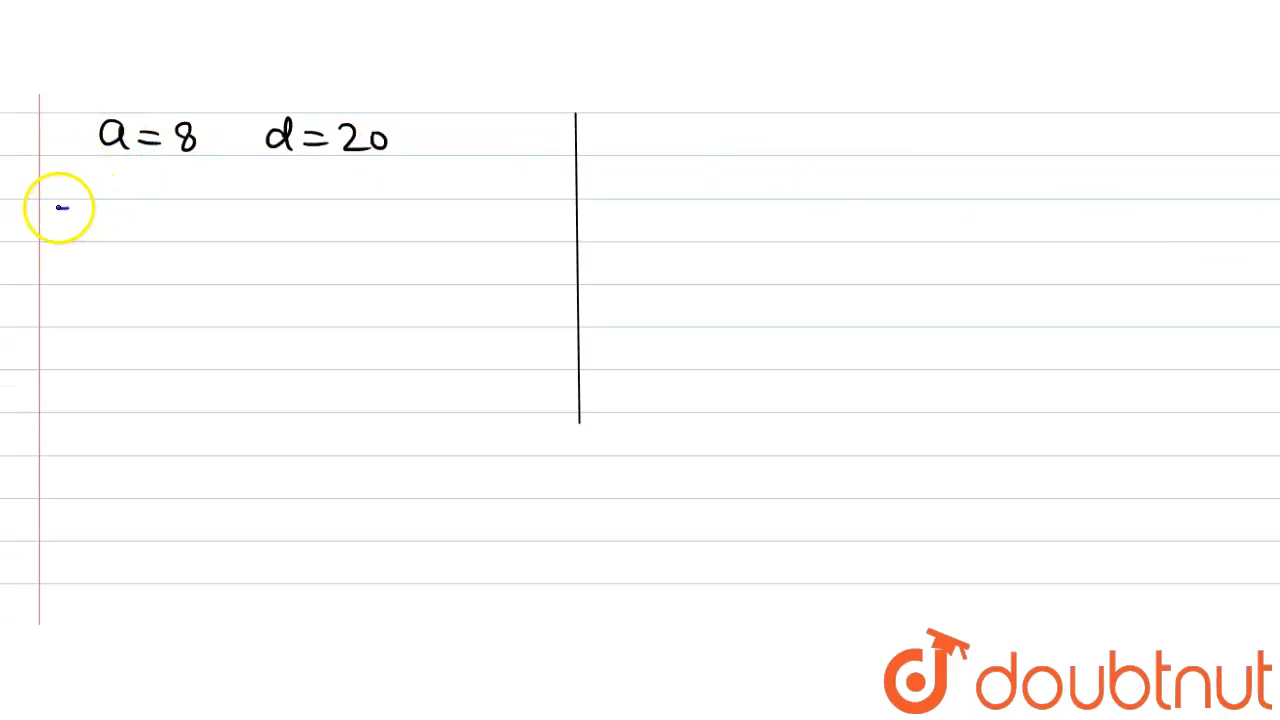 a = 8 d = 20
doubtnut